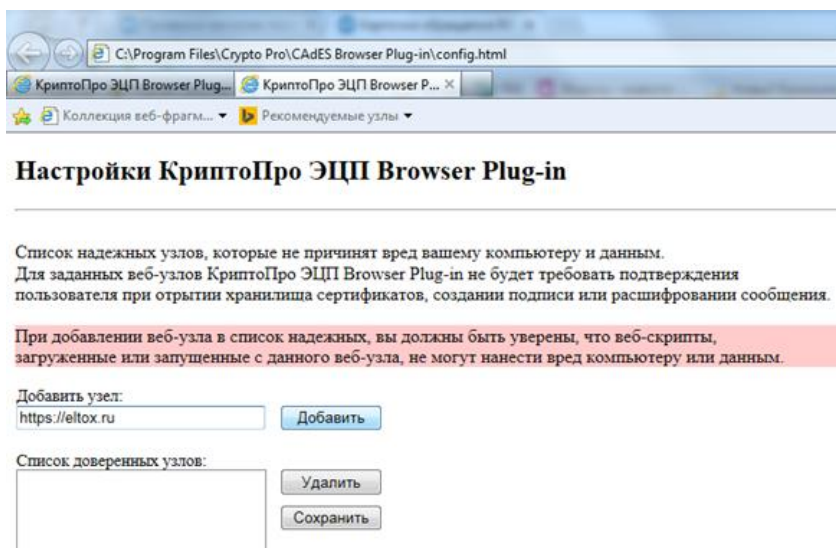 C:\Program Files\Crypto Pro\CAdES Browser Plug-in\config.html
КриптоПро ЭЦП Browser Plug... КриптоПро ЭЦП Browser P...
Коллекция веб-фрагм... Рекомендуемые узлы
Настройки КриптоПро ЭЦП Browser Plug-in
Список надежных узлов, которые не причинят вред вашему компьютеру и данным.
Для заданных веб-узлов КриптоПро ЭЦП Browser Plug-in не будет требовать подтверждения
пользователя при отрытии хранилища сертификатов, создании подписи или расшифровании сообщения.
При добавлении веб-узла в список надежных, вы должны быть уверены, что веб-скрипты,
загруженные или запущенные с данного веб-узла, не могут нанести вред компьютеру или данным.
Добавить узел:
https://eltox.ru Добавить
Список доверенных узлов:
Удалить
Сохранить